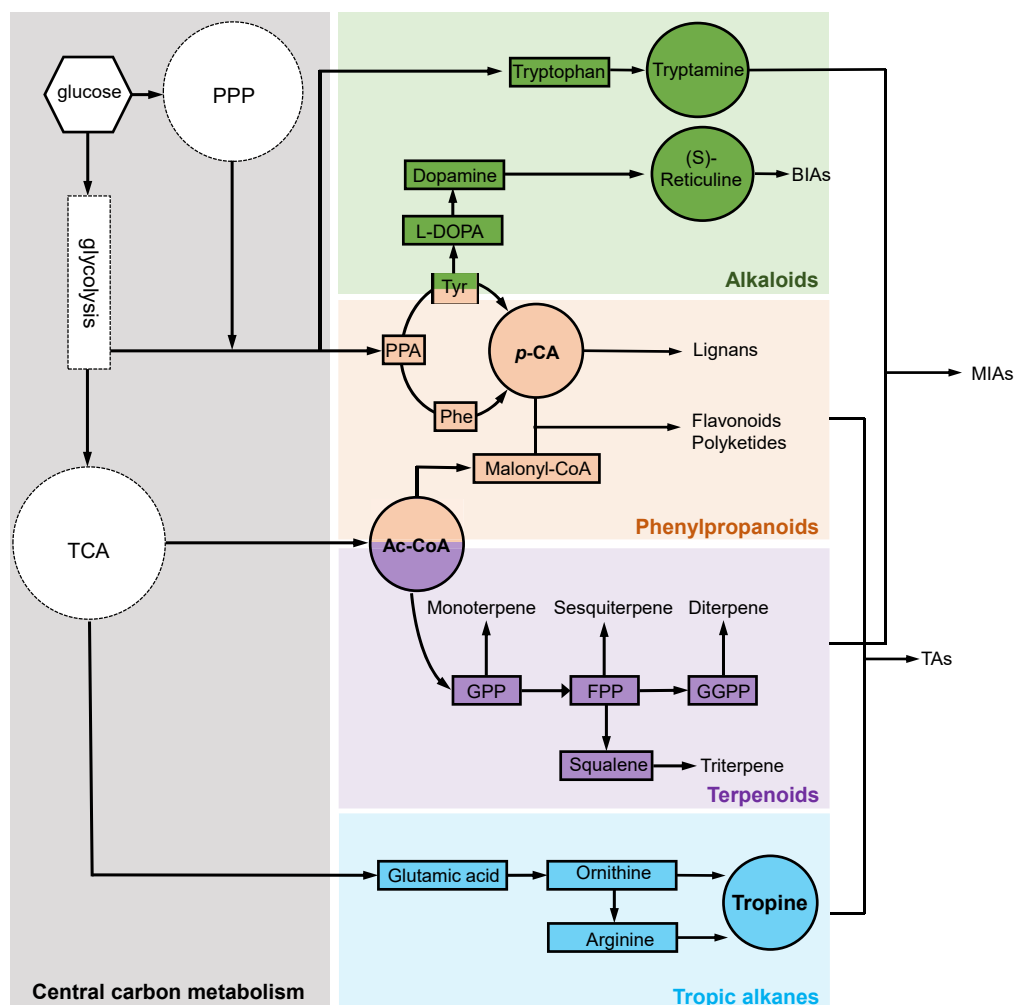 glucose
PPP
glycolysis
TCA
Central carbon metabolism
Tryptophan
Tryptamine
Dopamine
(S)-
Reticuline
BIAs
L-DOPA
Tyr
Alkaloids
PPA
p-CA
Lignans
Phe
Flavonoids
Polyketides
Malonyl-CoA
Phenylpropanoids
Ac-CoA
Monoterpene
Sesquiterpene
Diterpene
GPP
FPP
GGPP
Squalene
Triterpene
Terpenoids
Glutamic acid
Ornithine
Arginine
Tropine
Tropic alkanes
MIAs
TAs